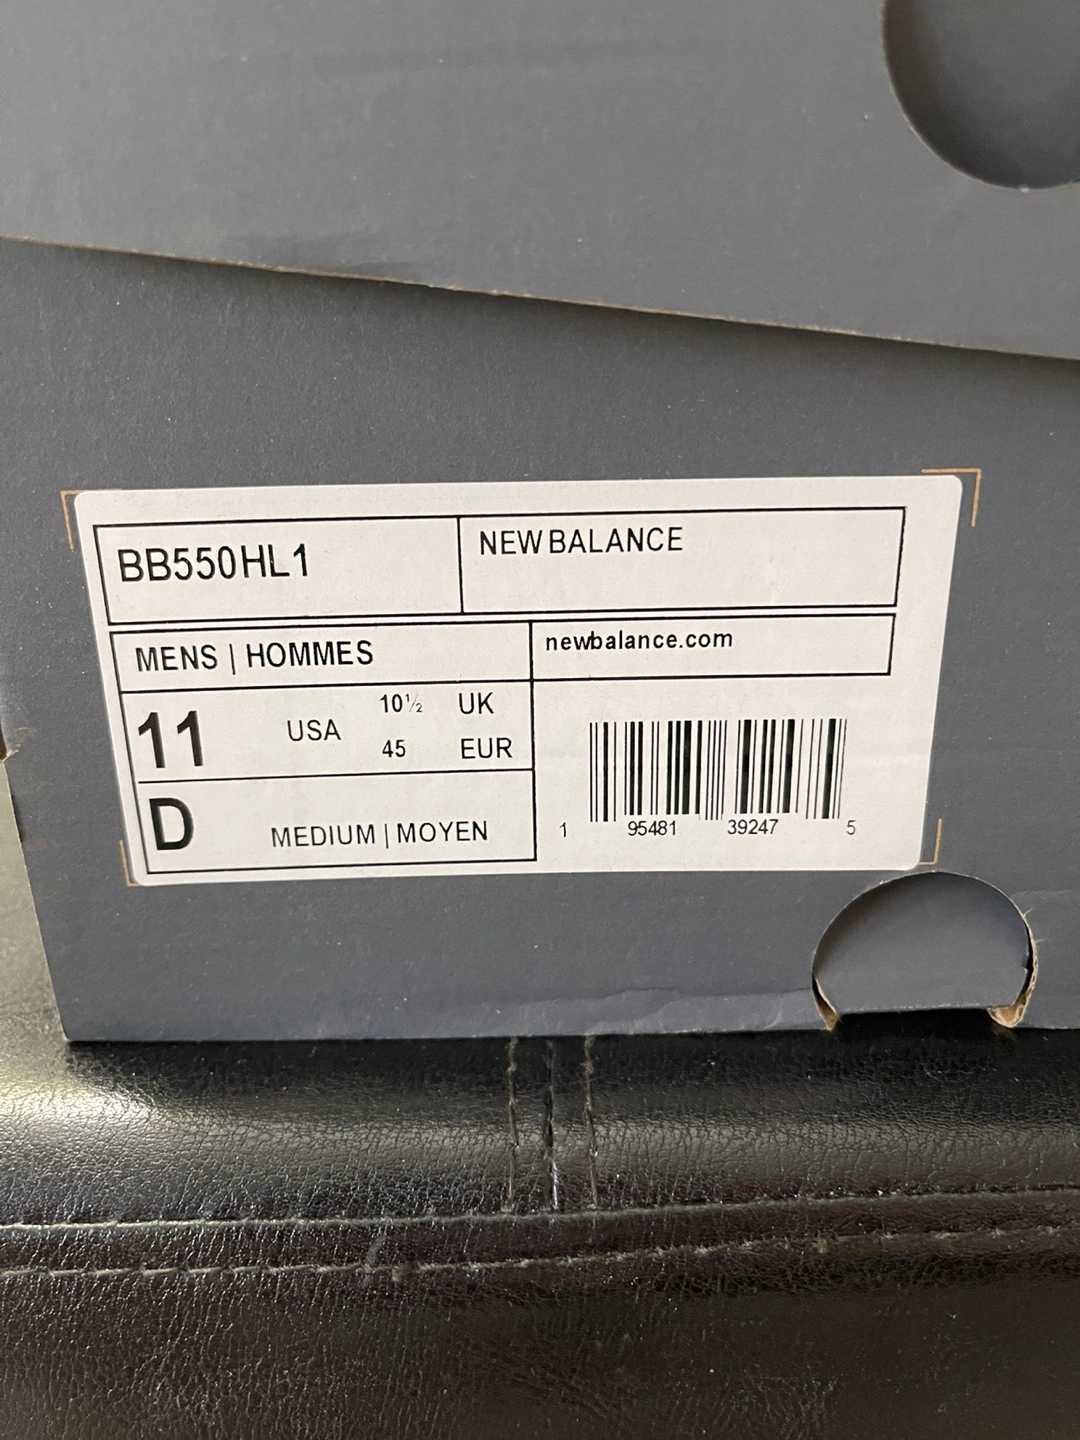 BB550HL1
NEW BALANCE
MENS | HOMMES
newbalance.com
11 USA 10½ UK
45 EUR
D MEDIUM | MOYEN
1 95481 39247 5